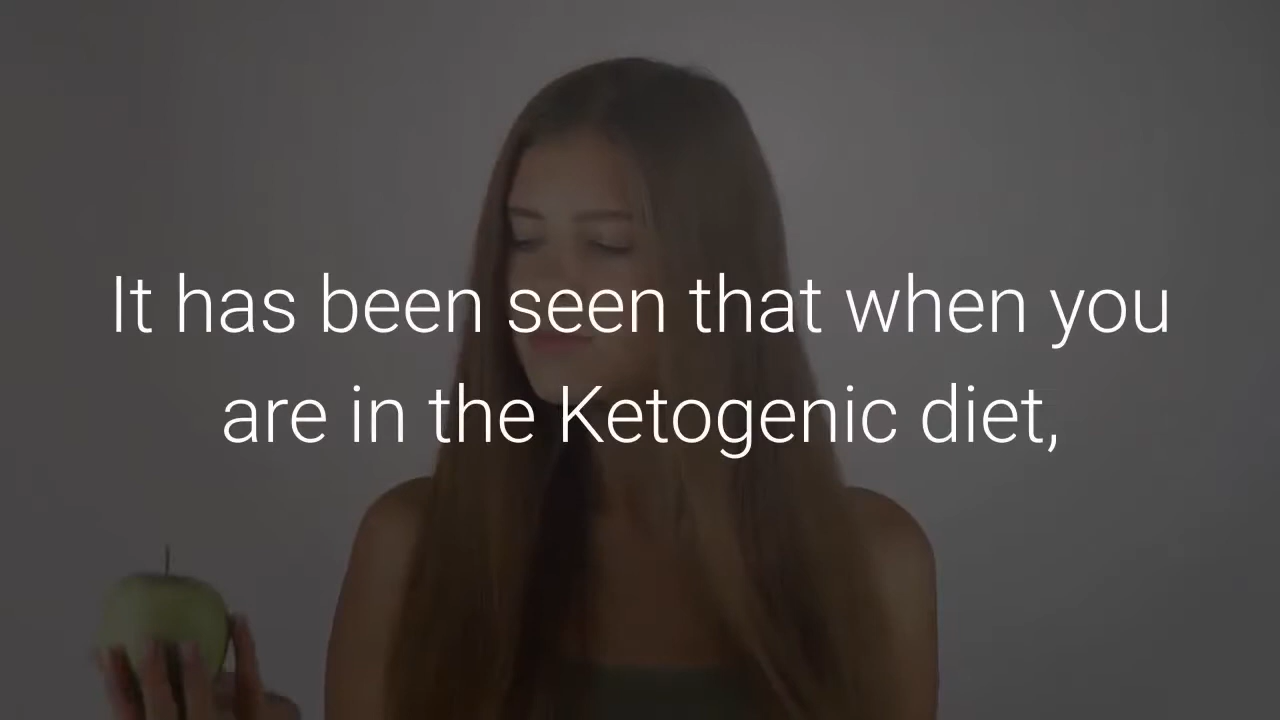 It has been seen that when you
are in the Ketogenic diet,